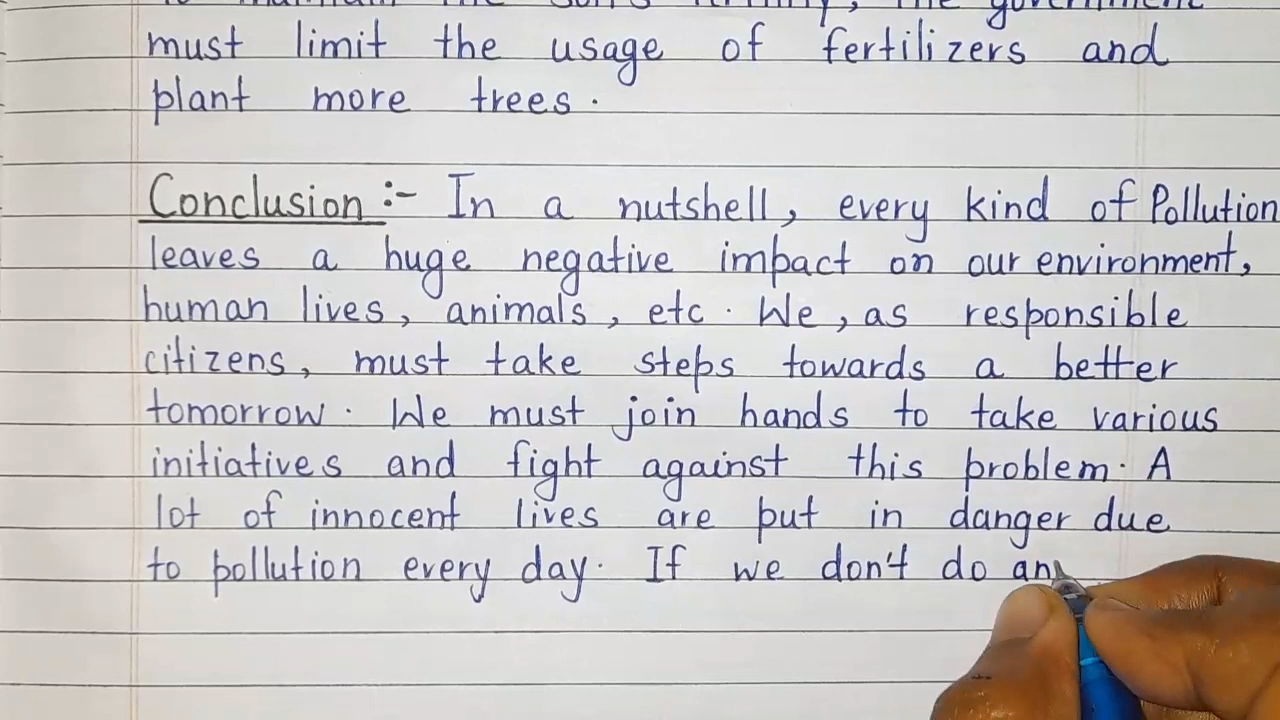 the government
must limit the usage of fertilizers and
plant more trees.
Conclusion :- In a nutshell, every kind of Pollution
leaves a huge negative impact on our environment,
human lives, animals, etc. We, as responsible
citizens, must take steps towards a better
tomorrow. We must join hands to take various
initiatives and fight against this problem. A
lot of innocent lives are put in danger due
to pollution every day. If we don't do an